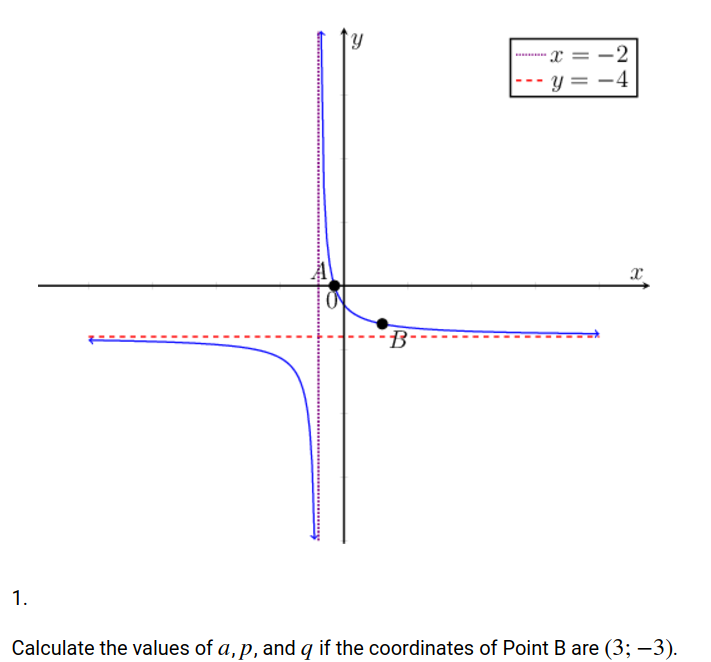 y
x = −2
y = −4
A
x
0
B
1.
Calculate the values of a, p, and q if the coordinates of Point B are (3; −3).